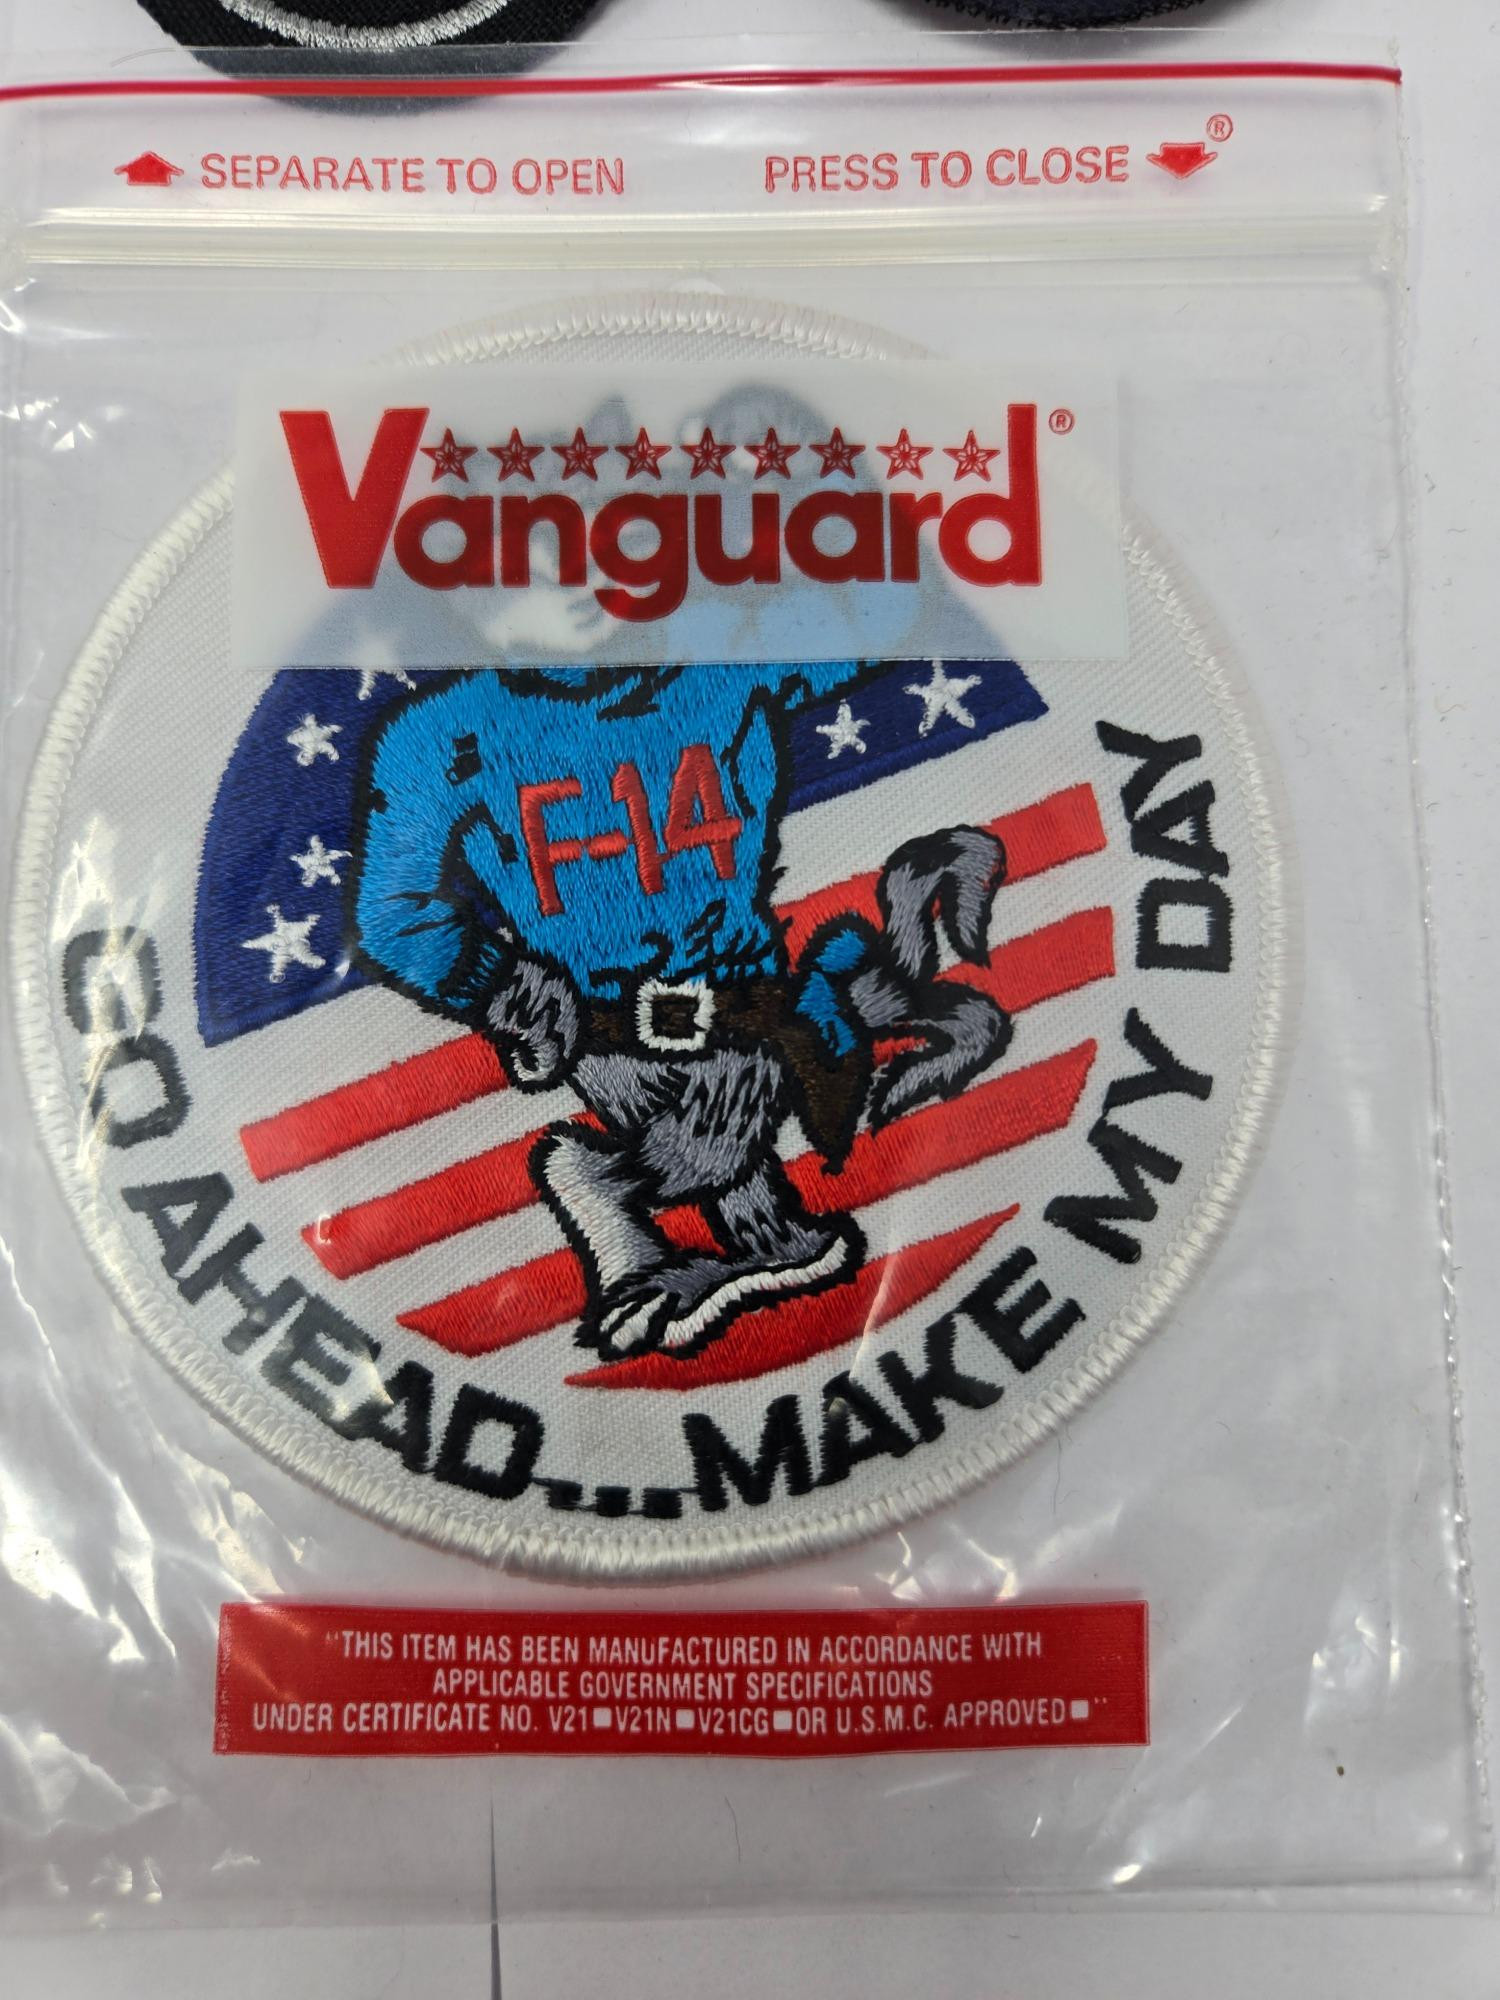 SEPARATE TO OPEN PRESS TO CLOSE ®
Vanguard ®
F-14
GO AHEAD....MAKE MY DAY
"THIS ITEM HAS BEEN MANUFACTURED IN ACCORDANCE WITH
APPLICABLE GOVERNMENT SPECIFICATIONS
UNDER CERTIFICATE NO. V21 V21N V21CG OR U.S.M.C. APPROVED "